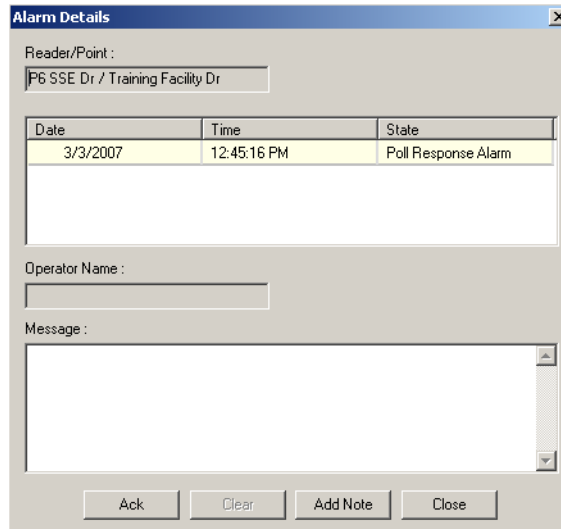 Alarm Details
Reader/Point :
P6 SSE Dr / Training Facility Dr
Date Time State
3/3/2007 12:45:16 PM Poll Response Alarm
Operator Name :
Message :
Ack Clear Add Note Close